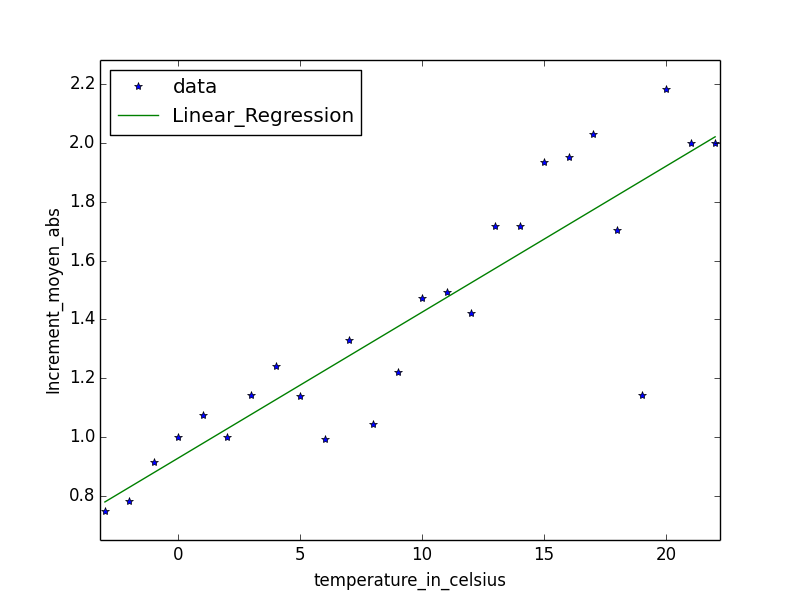 data
Linear_Regression
2.2
2.0
1.8
1.6
1.4
1.2
1.0
0.8
Increment_moyen_abs
0 5 10 15 20
temperature_in_celsius